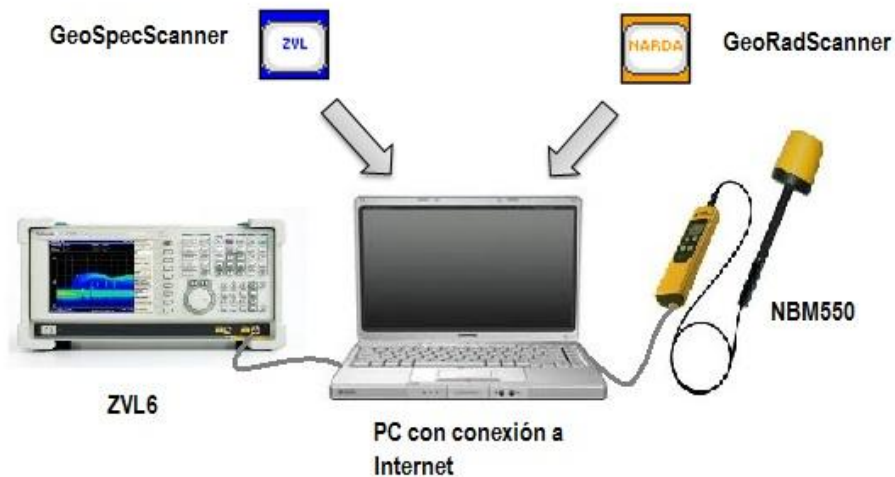 GeoSpecScanner
ZVL
NARDA
GeoRadScanner
NBM550
ZVL6
PC con conexión a
Internet